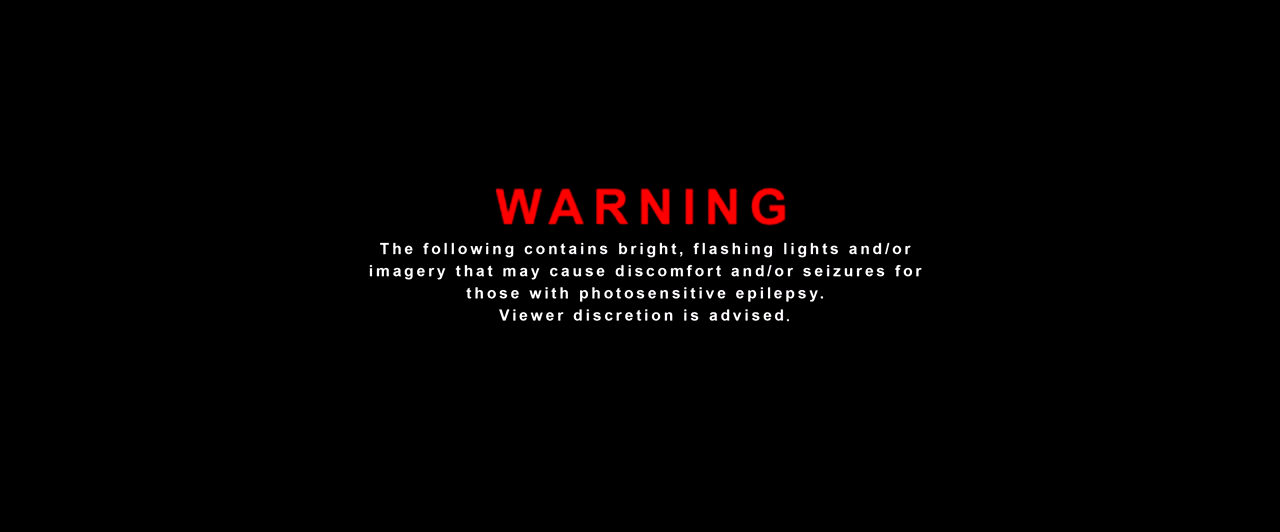 WARNING
The following contains bright, flashing lights and/or
imagery that may cause discomfort and/or seizures for
those with photosensitive epilepsy.
Viewer discretion is advised.